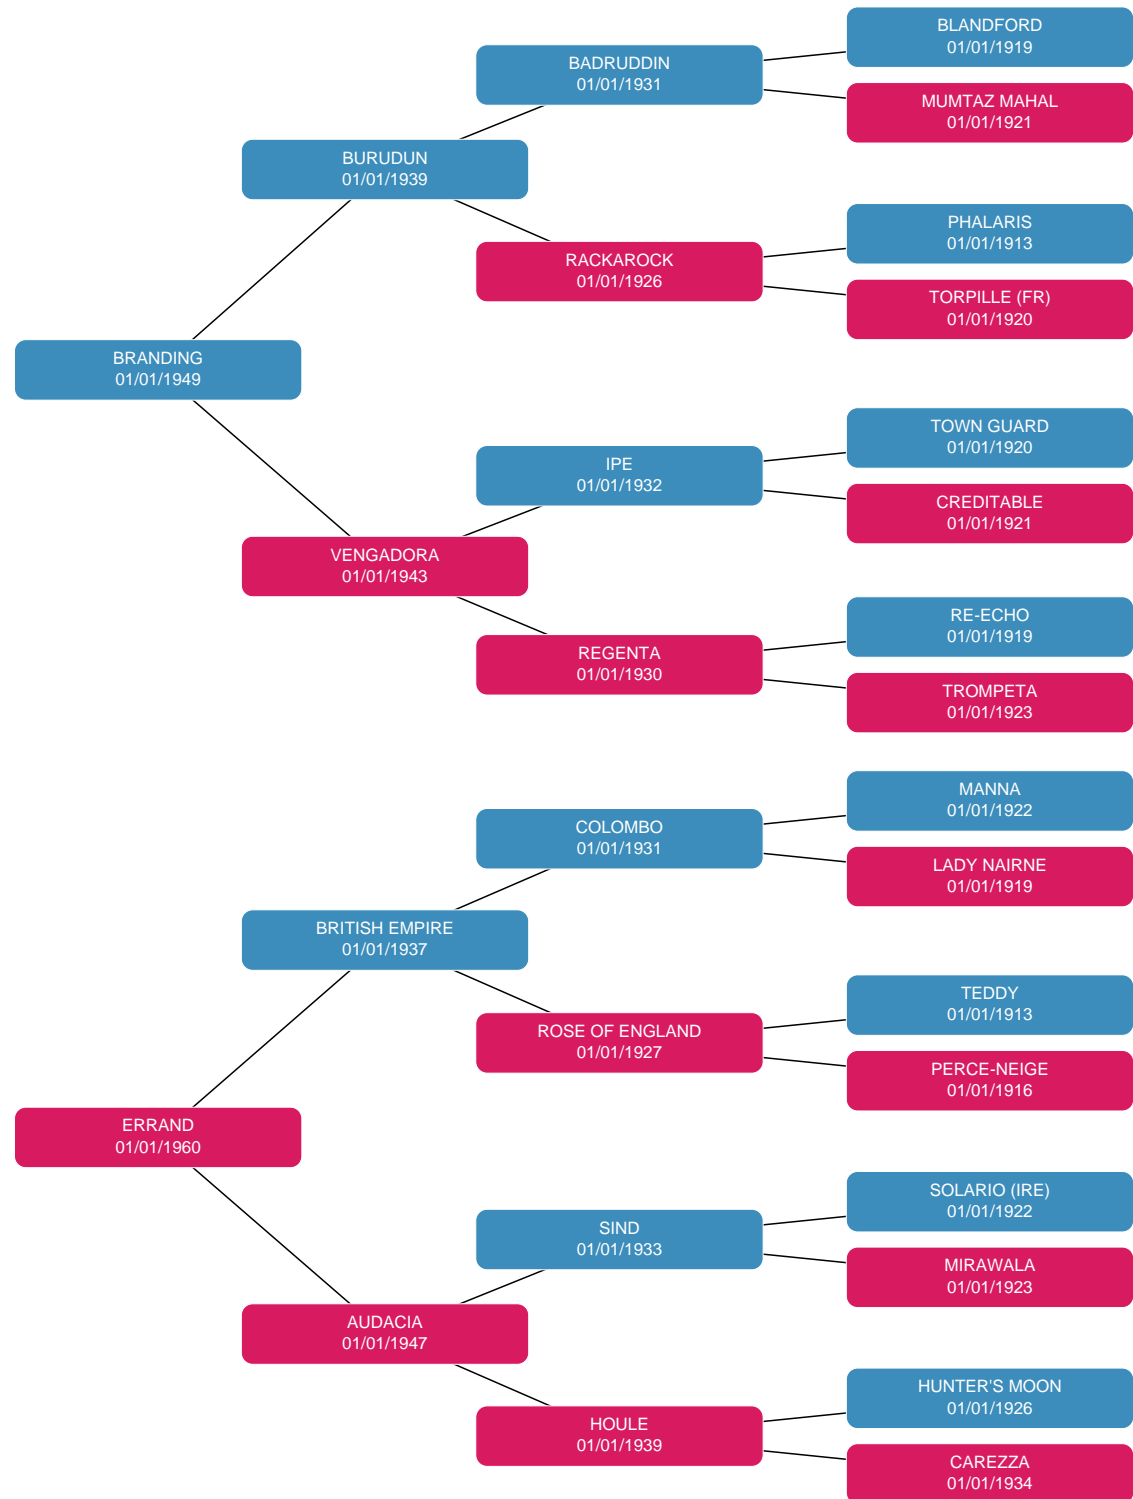 BLANDFORD
01/01/1919
BADRUDDIN
01/01/1931
MUMTAZ MAHAL
01/01/1921
BURUDUN
01/01/1939
PHALARIS
01/01/1913
RACKAROCK
01/01/1926
TORPILLE (FR)
01/01/1920
BRANDING
01/01/1949
TOWN GUARD
01/01/1920
IPE
01/01/1932
CREDITABLE
01/01/1921
VENGADORA
01/01/1943
RE-ECHO
01/01/1919
REGENTA
01/01/1930
TROMPETA
01/01/1923
MANNA
01/01/1922
COLOMBO
01/01/1931
LADY NAIRNE
01/01/1919
BRITISH EMPIRE
01/01/1937
TEDDY
01/01/1913
ROSE OF ENGLAND
01/01/1927
PERCE-NEIGE
01/01/1916
ERRAND
01/01/1960
SOLARIO (IRE)
01/01/1922
SIND
01/01/1933
MIRAWALA
01/01/1923
AUDACIA
01/01/1947
HUNTER'S MOON
01/01/1926
HOULE
01/01/1939
CAREZZA
01/01/1934